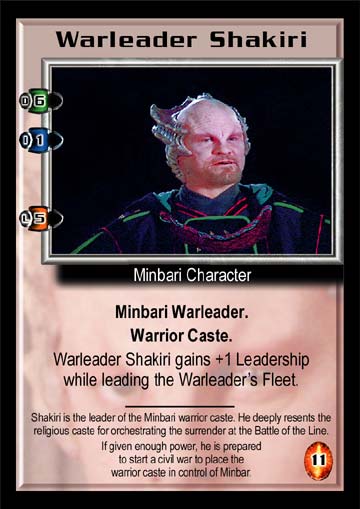 Warleader Shakiri
D 6
D 1
L 5
Minbari Character
Minbari Warleader.
Warrior Caste.
Warleader Shakiri gains +1 Leadership
while leading the Warleader's Fleet.
Shakiri is the leader of the Minbari warrior caste. He deeply resents the
religious caste for orchestrating the surrender at the Battle of the Line.
If given enough power, he is prepared
to start a civil war to place the
warrior caste in control of Minbar.
11